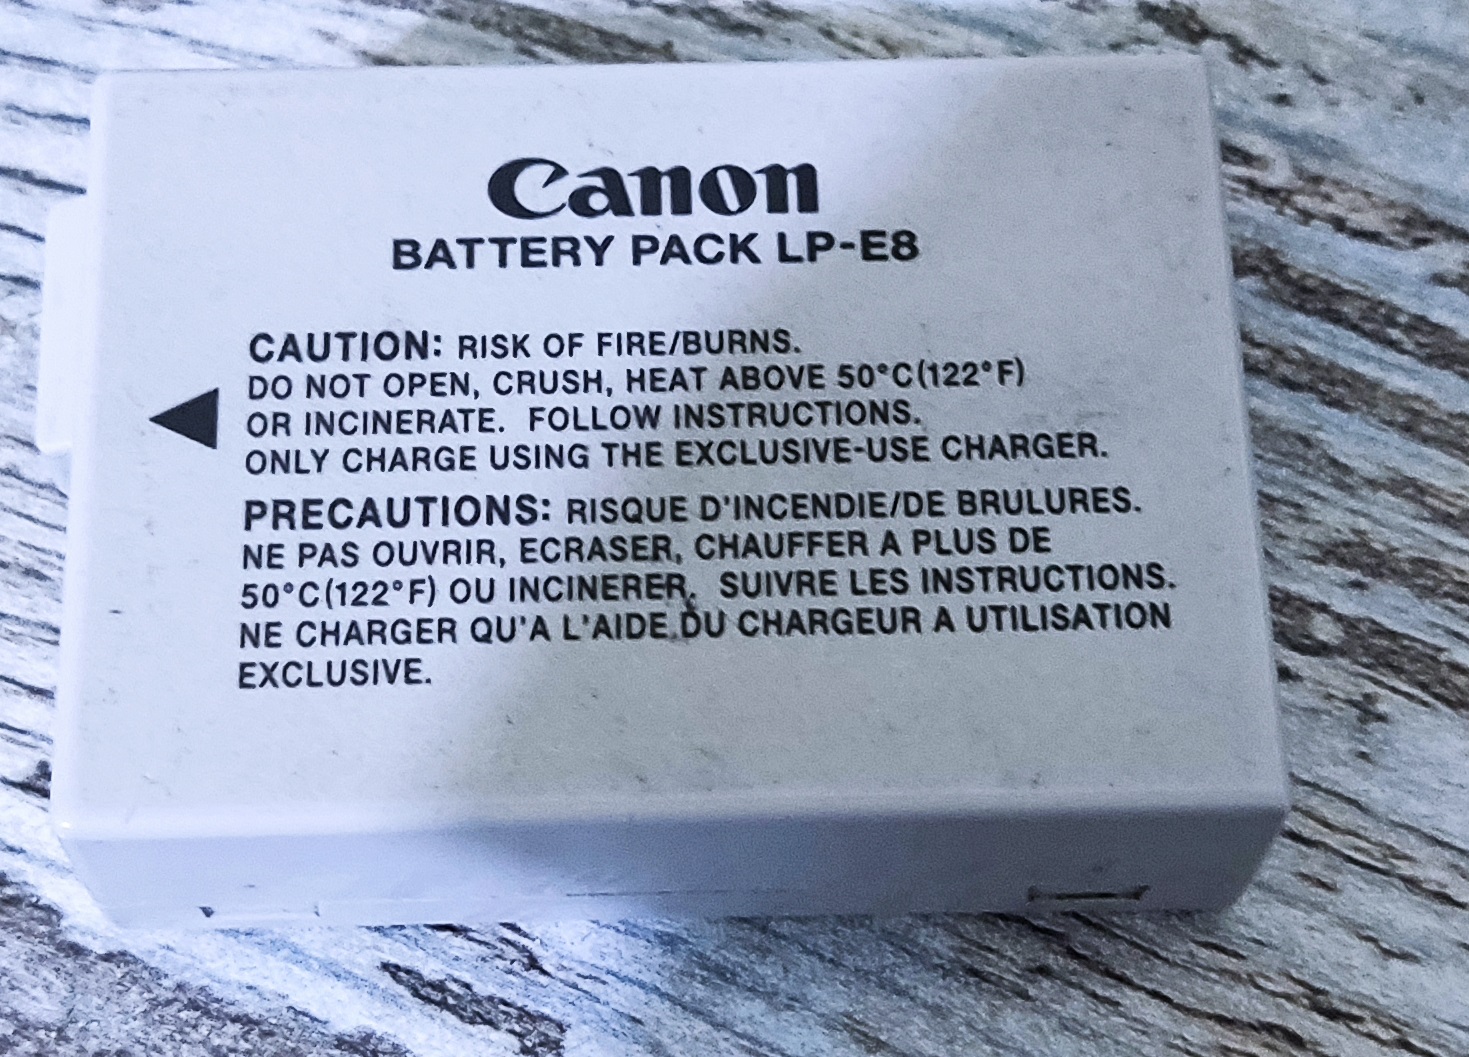 Canon
BATTERY PACK LP-E8
CAUTION: RISK OF FIRE/BURNS.
DO NOT OPEN, CRUSH, HEAT ABOVE 50°C(122°F)
OR INCINERATE. FOLLOW INSTRUCTIONS.
ONLY CHARGE USING THE EXCLUSIVE-USE CHARGER.
PRECAUTIONS: RISQUE D'INCENDIE/DE BRULURES.
NE PAS OUVRIR, ECRASER, CHAUFFER A PLUS DE
50°C(122°F) OU INCINERER. SUIVRE LES INSTRUCTIONS.
NE CHARGER QU'A L'AIDE DU CHARGEUR A UTILISATION
EXCLUSIVE.